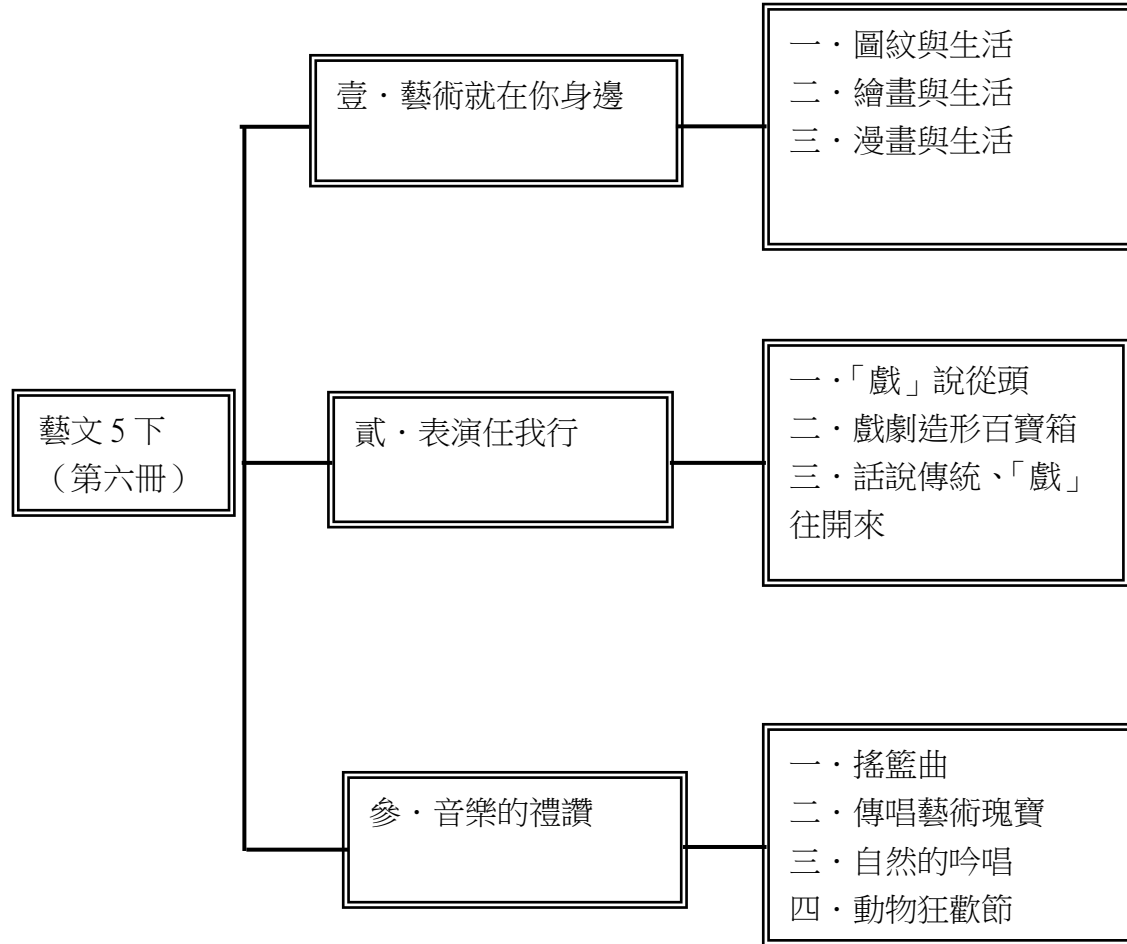 藝文 5 下
（第六冊）
壹．藝術就在你身邊
一．圖紋與生活
二．繪畫與生活
三．漫畫與生活
貳．表演任我行
一．「戲」說從頭
二．戲劇造形百寶箱
三．話說傳統、「戲」
往開來
參．音樂的禮讚
一．搖籃曲
二．傳唱藝術瑰寶
三．自然的吟唱
四．動物狂歡節